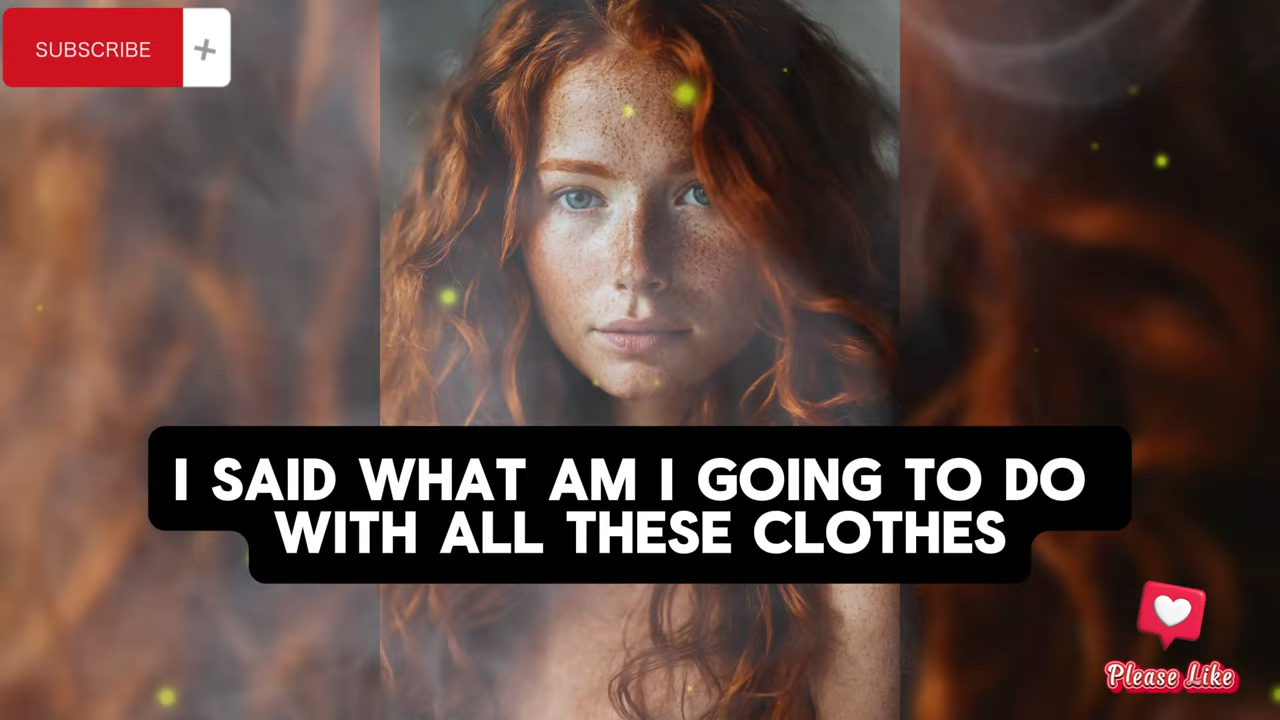 SUBSCRIBE
I SAID WHAT AM I GOING TO DO
WITH ALL THESE CLOTHES
Please Like